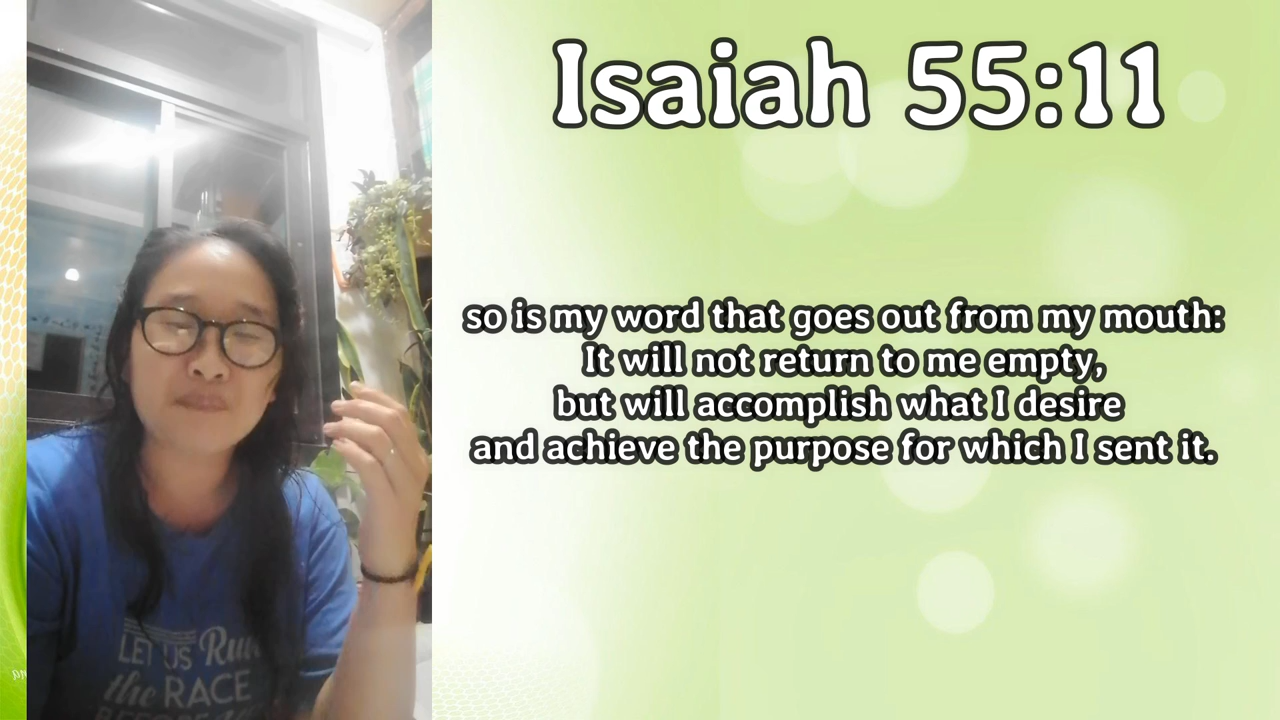 Isaiah 55:11
so is my word that goes out from my mouth:
It will not return to me empty,
but will accomplish what I desire
and achieve the purpose for which I sent it.
LET US Run
the RACE